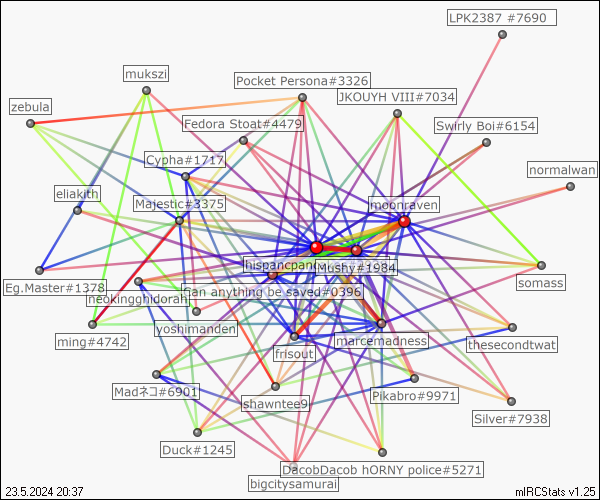 LPK2387 #7690
mukszi
Pocket Persona#3326
JKOUYH VIII#7034
zebula
Fedora Stoat#4479
Swirly Boi#6154
Cypha#1717
normalwan
eliakith
Majestic#3375
moonraven
hispancpand
Mushy#1984
Eg.Master#1378
neokingghidorah
Can anything be saved#0396
somass
yoshimanden
ming#4742
frisout
marcemadness
thesecondtwat
Madネコ#6901
shawntee9
Pikabro#9971
Silver#7938
Duck#1245
DacobDacob hORNY police#5271
bigcitysamurai
23.5.2024 20:37
mIRCStats v1.25